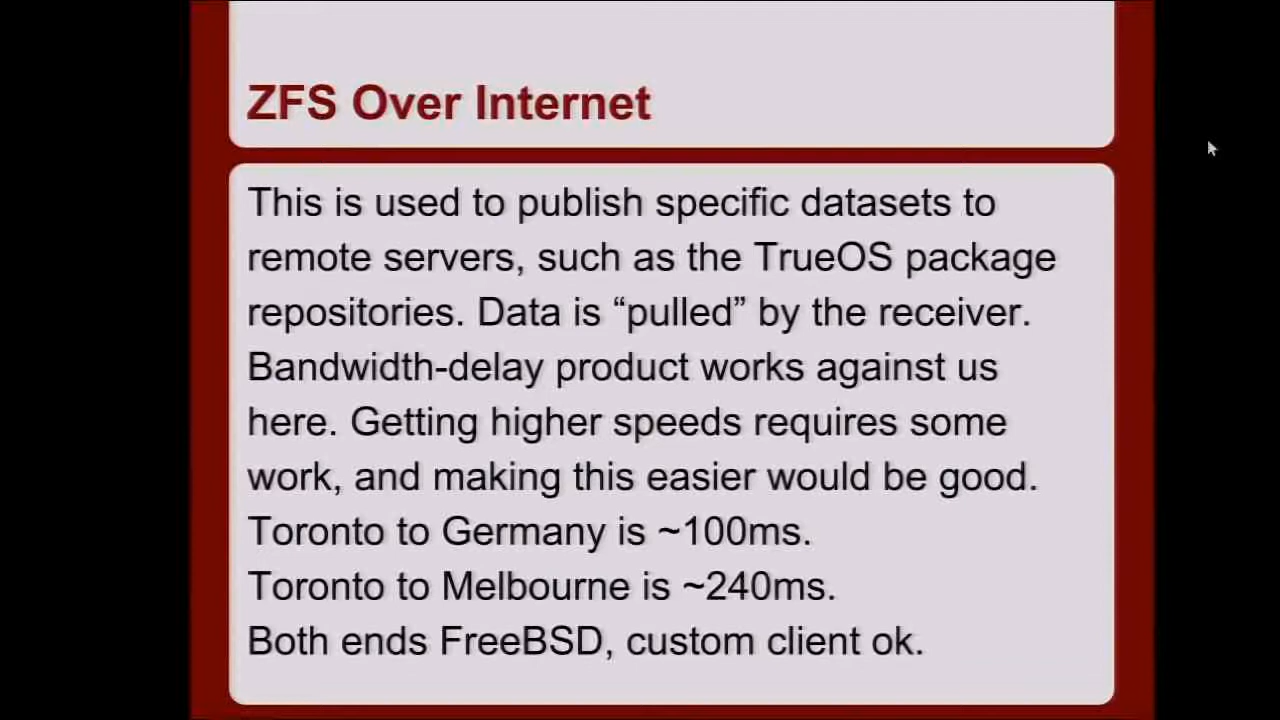 ZFS Over Internet
This is used to publish specific datasets to
remote servers, such as the TrueOS package
repositories. Data is “pulled” by the receiver.
Bandwidth-delay product works against us
here. Getting higher speeds requires some
work, and making this easier would be good.
Toronto to Germany is ~100ms.
Toronto to Melbourne is ~240ms.
Both ends FreeBSD, custom client ok.